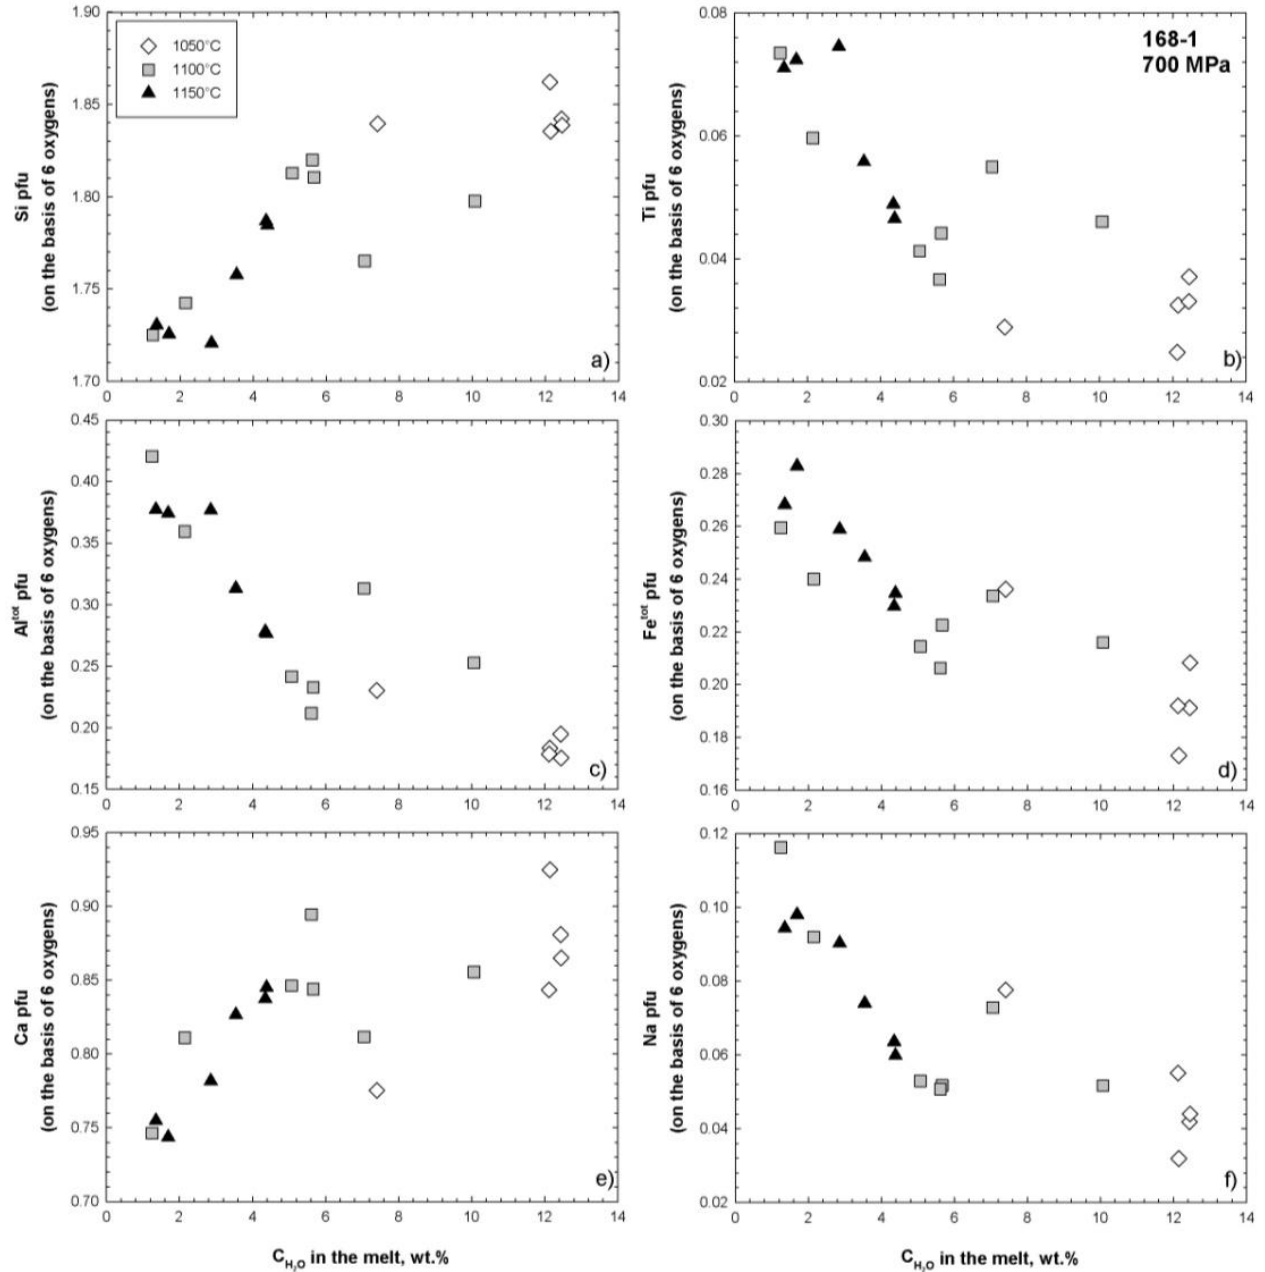 1.90
1.85
1.80
1.75
1.70
Si pfu
(on the basis of 6 oxygens)
1050°C
1100°C
1150°C
a)
0 2 4 6 8 10 12 14
0.08
0.06
0.04
0.02
Ti pfu
(on the basis of 6 oxygens)
168-1
700 MPa
b)
0 2 4 6 8 10 12 14
0.45
0.40
0.35
0.30
0.25
0.20
0.15
Al^tot pfu
(on the basis of 6 oxygens)
c)
0 2 4 6 8 10 12 14
0.30
0.28
0.26
0.24
0.22
0.20
0.18
0.16
Fe^tot pfu
(on the basis of 6 oxygens)
d)
0 2 4 6 8 10 12 14
0.95
0.90
0.85
0.80
0.75
0.70
Ca pfu
(on the basis of 6 oxygens)
e)
0 2 4 6 8 10 12 14
C_H₂O in the melt, wt.%
0.12
0.10
0.08
0.06
0.04
0.02
Na pfu
(on the basis of 6 oxygens)
f)
0 2 4 6 8 10 12 14
C_H₂O in the melt, wt.%